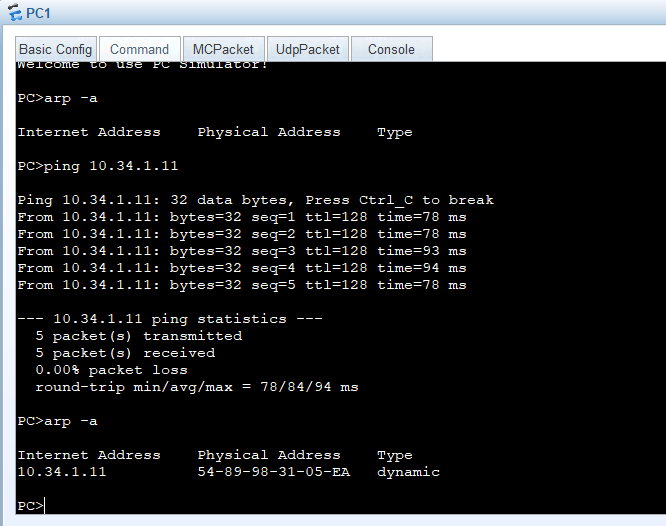 PC1
Basic Config Command MCPacket UdpPacket Console
Welcome to use PC Simulator!
PC>arp -a
Internet Address Physical Address Type
PC>ping 10.34.1.11
Ping 10.34.1.11: 32 data bytes, Press Ctrl_C to break
From 10.34.1.11: bytes=32 seq=1 ttl=128 time=78 ms
From 10.34.1.11: bytes=32 seq=2 ttl=128 time=78 ms
From 10.34.1.11: bytes=32 seq=3 ttl=128 time=93 ms
From 10.34.1.11: bytes=32 seq=4 ttl=128 time=94 ms
From 10.34.1.11: bytes=32 seq=5 ttl=128 time=78 ms
--- 10.34.1.11 ping statistics ---
5 packet(s) transmitted
5 packet(s) received
0.00% packet loss
round-trip min/avg/max = 78/84/94 ms
PC>arp -a
Internet Address Physical Address Type
10.34.1.11 54-89-98-31-05-EA dynamic
PC>